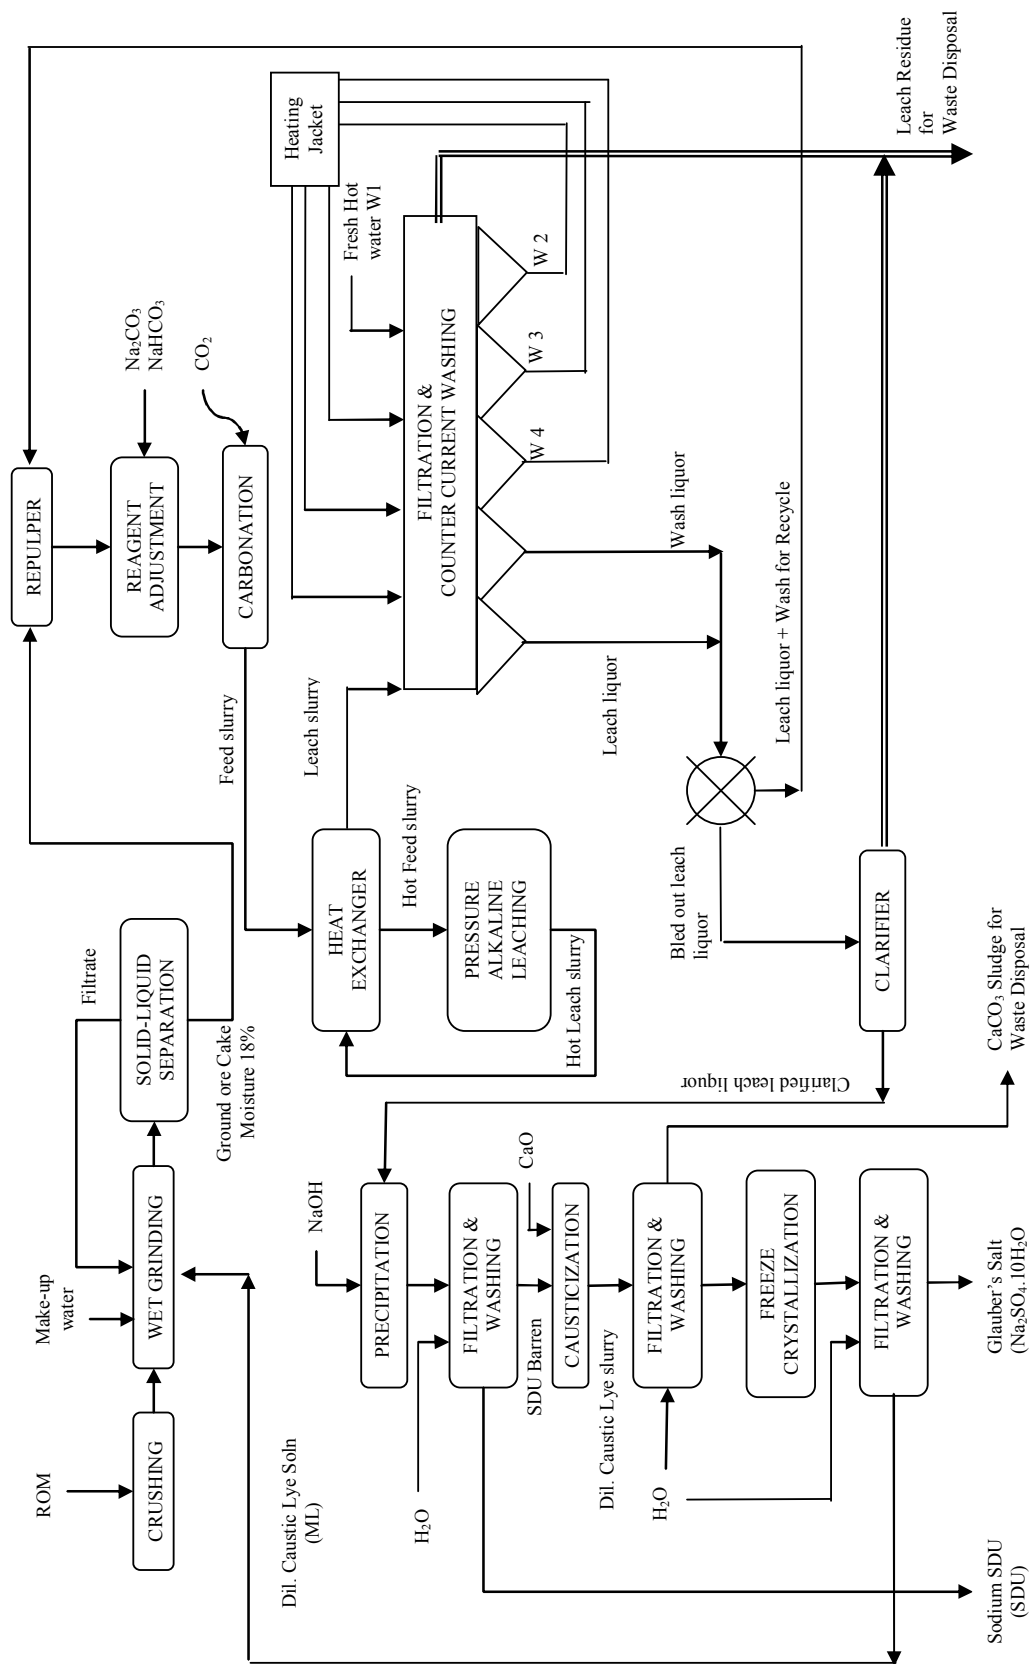 ROM
CRUSHING
Make-up
water
WET GRINDING
Filtrate
SOLID-LIQUID
SEPARATION
Ground ore Cake
Moisture 18%
REPULPER
Na₂CO₃
NaHCO₃
REAGENT
ADJUSTMENT
CO₂
CARBONATION
Feed slurry
Dil. Caustic Lye Soln
(ML)
HEAT
EXCHANGER
Leach slurry
Hot Feed slurry
PRESSURE
ALKALINE
LEACHING
Hot Leach slurry
Heating
Jacket
Fresh Hot
water W1
FILTRATION &
COUNTER CURRENT WASHING
W 2
W 3
W 4
Wash liquor
Leach liquor
Leach liquor + Wash for Recycle
Bled out leach
liquor
CLARIFIER
Leach Residue
for
Waste Disposal
Clarified leach liquor
NaOH
PRECIPITATION
H₂O
FILTRATION &
WASHING
SDU Barren
CaO
CAUSTICIZATION
Dil. Caustic Lye slurry
H₂O
FILTRATION &
WASHING
CaCO₃ Sludge for
Waste Disposal
FREEZE
CRYSTALLIZATION
FILTRATION &
WASHING
Sodium SDU
(SDU)
Glauber's Salt
(Na₂SO₄.10H₂O